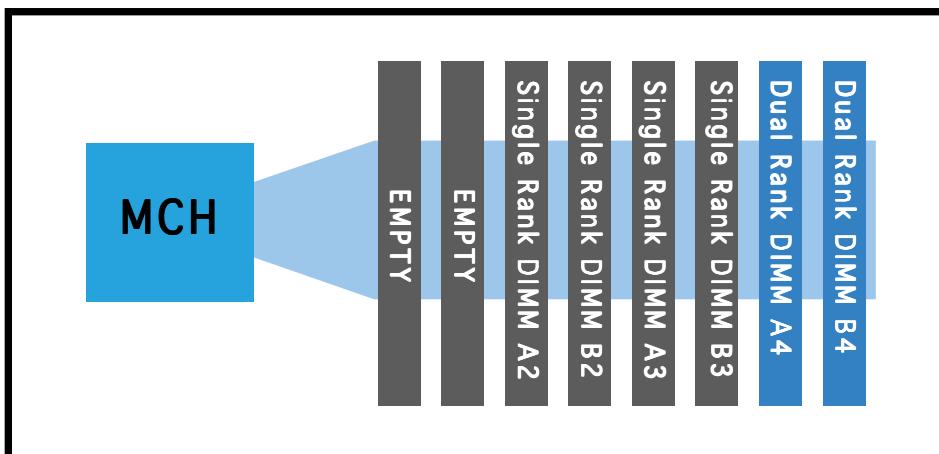 MCH
EMPTY
EMPTY
Single Rank DIMM A2
Single Rank DIMM B2
Single Rank DIMM A3
Single Rank DIMM B3
Dual Rank DIMM A4
Dual Rank DIMM B4